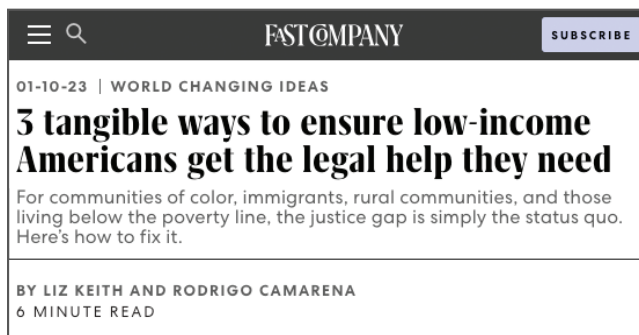 FAST COMPANY
SUBSCRIBE
01-10-23 | WORLD CHANGING IDEAS
3 tangible ways to ensure low-income
Americans get the legal help they need
For communities of color, immigrants, rural communities, and those
living below the poverty line, the justice gap is simply the status quo.
Here's how to fix it.
BY LIZ KEITH AND RODRIGO CAMARENA
6 MINUTE READ